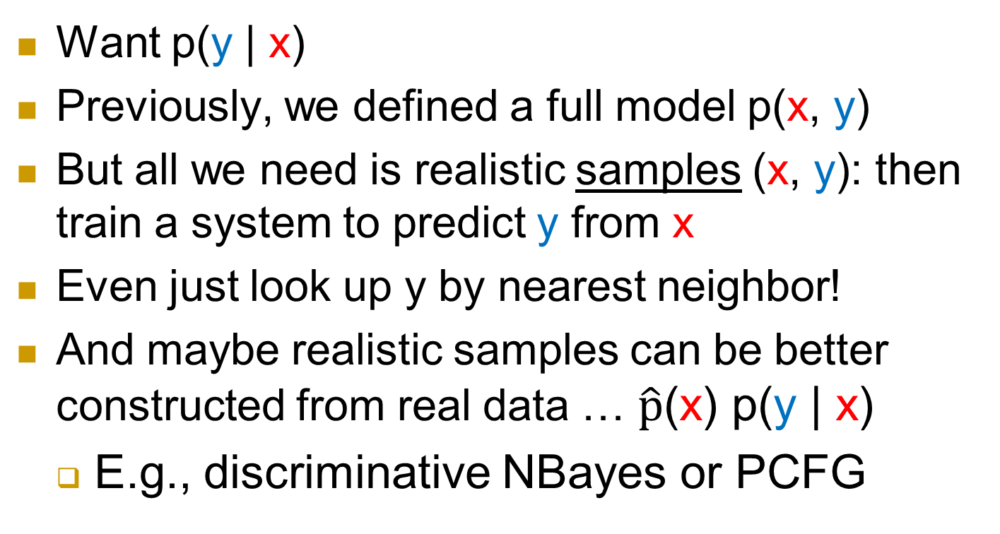 Want p(y | x)
Previously, we defined a full model p(x, y)
But all we need is realistic samples (x, y): then
train a system to predict y from x
Even just look up y by nearest neighbor!
And maybe realistic samples can be better
constructed from real data … p̂(x) p(y | x)
E.g., discriminative NBayes or PCFG